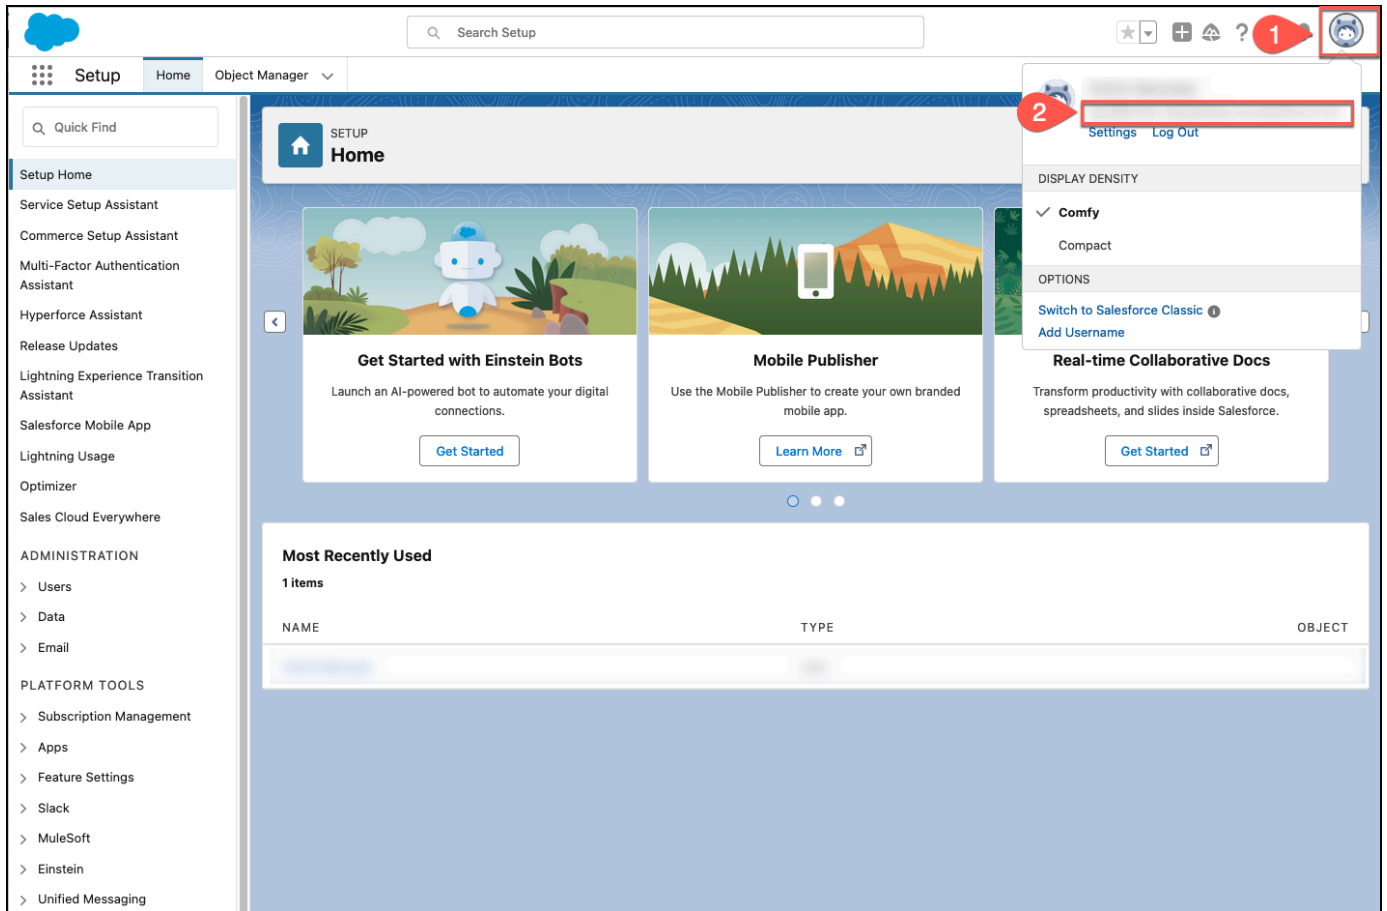 Search Setup
?
1
Setup
Home
Object Manager
2
Settings Log Out
DISPLAY DENSITY
Comfy
Compact
OPTIONS
Switch to Salesforce Classic
Add Username
Quick Find
Setup Home
Service Setup Assistant
Commerce Setup Assistant
Multi-Factor Authentication
Assistant
Hyperforce Assistant
Release Updates
Lightning Experience Transition
Assistant
Salesforce Mobile App
Lightning Usage
Optimizer
Sales Cloud Everywhere
ADMINISTRATION
Users
Data
Email
PLATFORM TOOLS
Subscription Management
Apps
Feature Settings
Slack
MuleSoft
Einstein
Unified Messaging
SETUP
Home
Get Started with Einstein Bots
Launch an AI-powered bot to automate your digital
connections.
Get Started
Mobile Publisher
Use the Mobile Publisher to create your own branded
mobile app.
Learn More
Real-time Collaborative Docs
Transform productivity with collaborative docs,
spreadsheets, and slides inside Salesforce.
Get Started
Most Recently Used
1 items
NAME TYPE OBJECT